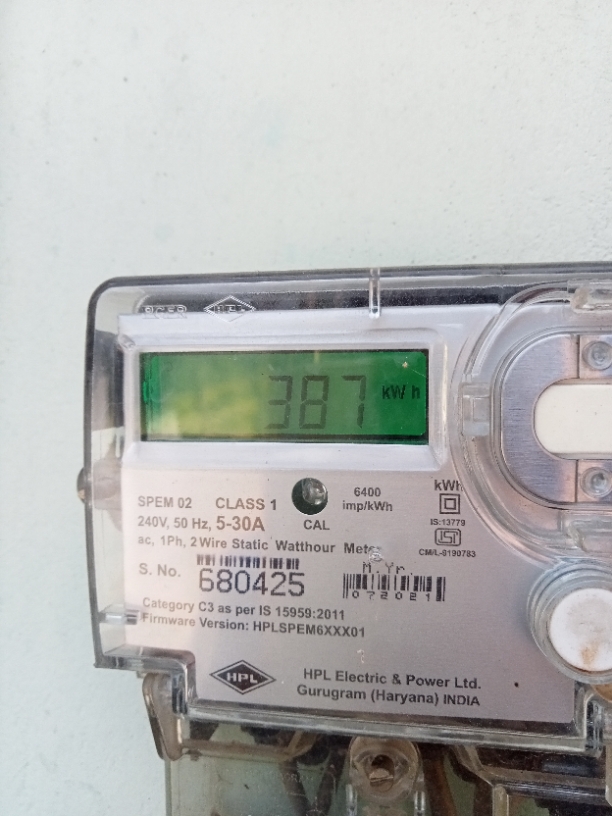 387 kWh
SPEM 02 CLASS 1
6400
imp/kWh
kWh
240V, 50 Hz, 5-30A
CAL
IS:13779
ac, 1Ph, 2 Wire Static Watthour Meter
CM/L-8190783
S. No. 680425
M.Yr.
072021
Category C3 as per IS 15959:2011
Firmware Version: HPLSPEM6XXX01
HPL
HPL Electric & Power Ltd.
Gurugram (Haryana) INDIA